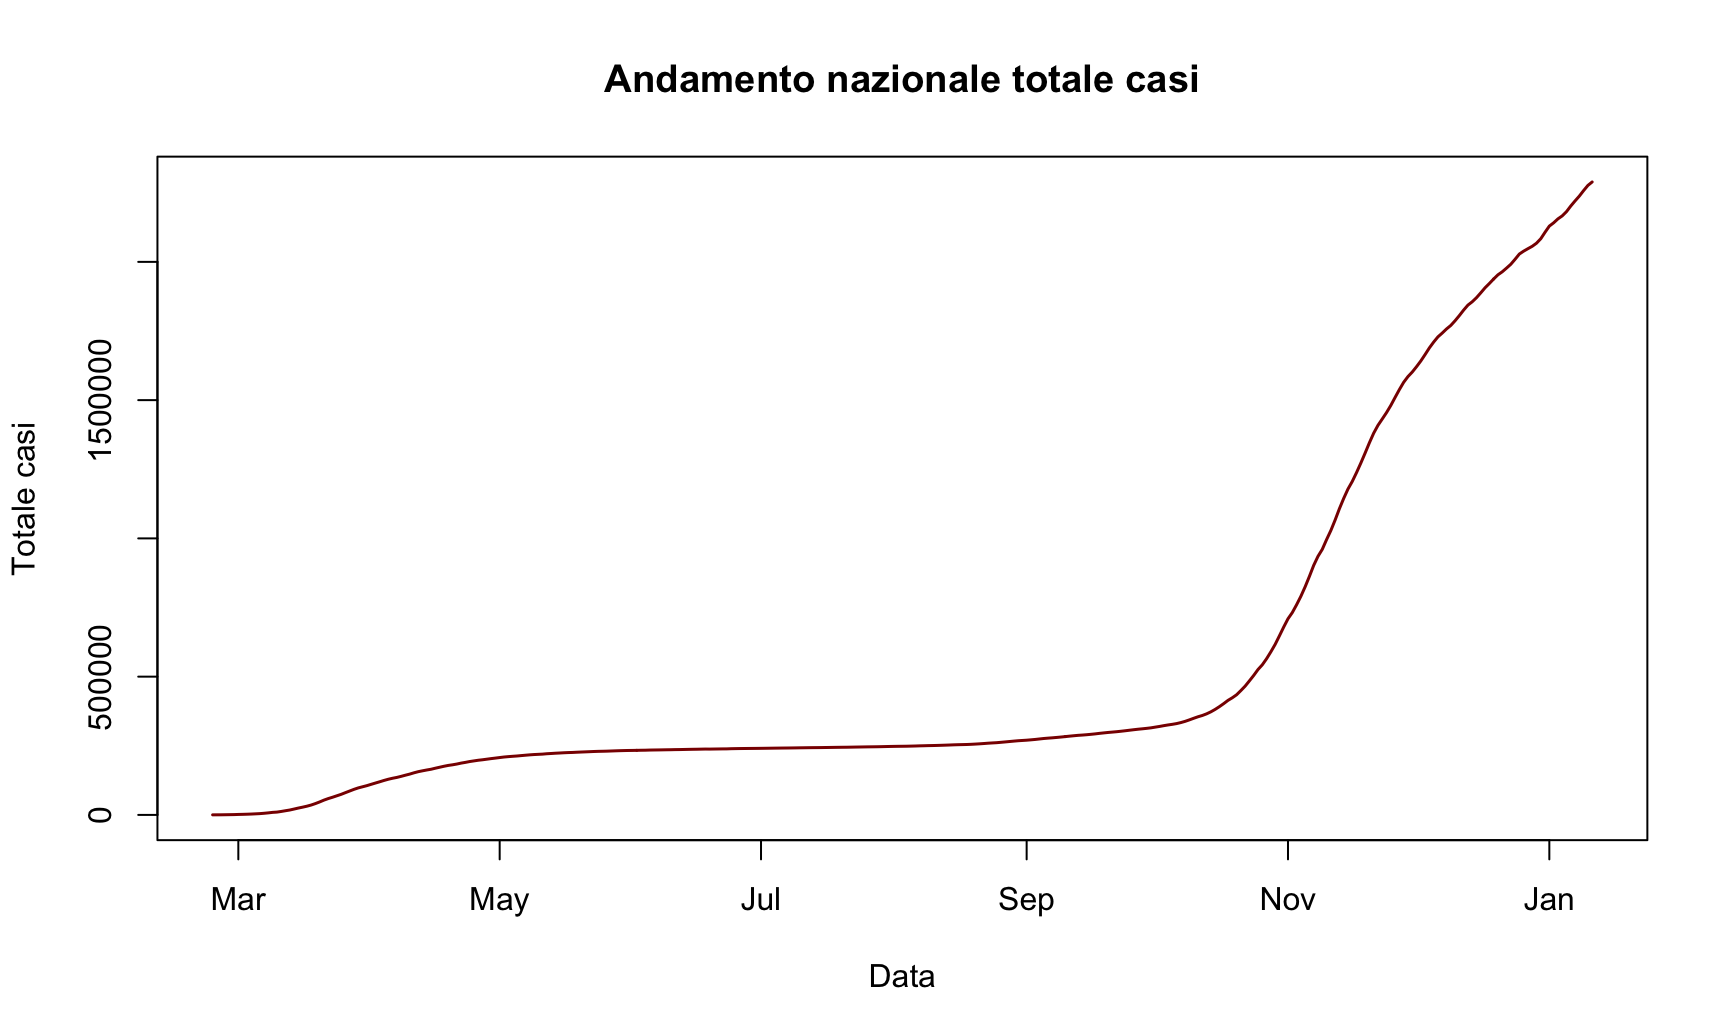 Andamento nazionale totale casi
Totale casi
1500000
500000
0
Mar May Jul Sep Nov Jan
Data